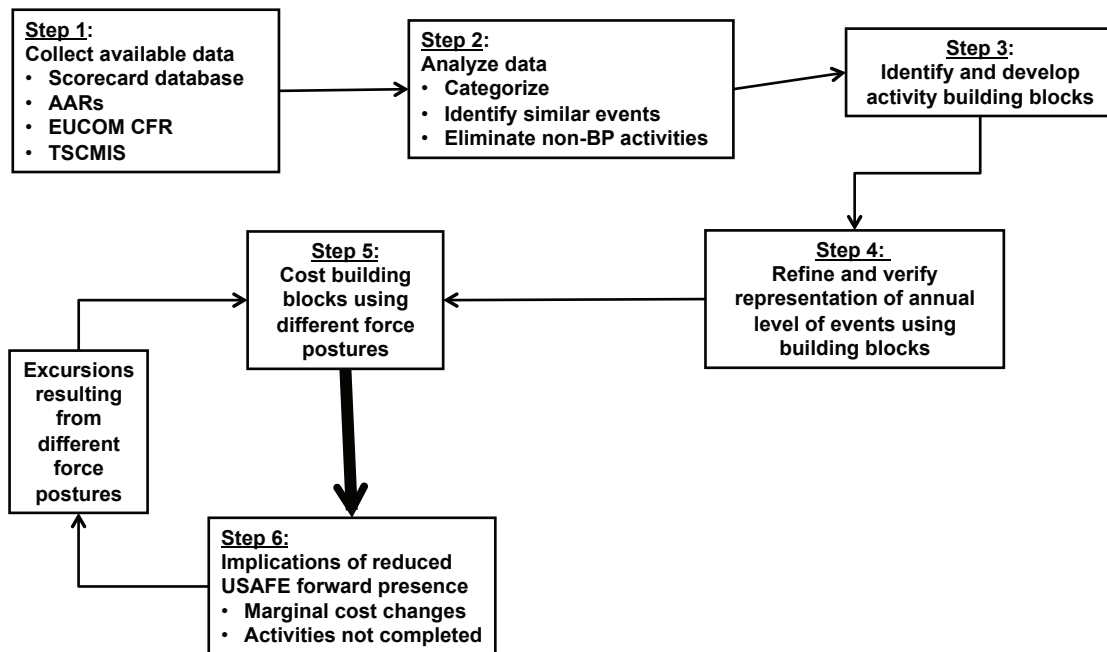 Step 1:
Collect available data
• Scorecard database
• AARs
• EUCOM CFR
• TSCMIS
Step 2:
Analyze data
• Categorize
• Identify similar events
• Eliminate non-BP activities
Step 3:
Identify and develop
activity building blocks
Step 4:
Refine and verify
representation of annual
level of events using
building blocks
Step 5:
Cost building
blocks using
different force
postures
Step 6:
Implications of reduced
USAFE forward presence
• Marginal cost changes
• Activities not completed
Excursions
resulting
from
different
force
postures